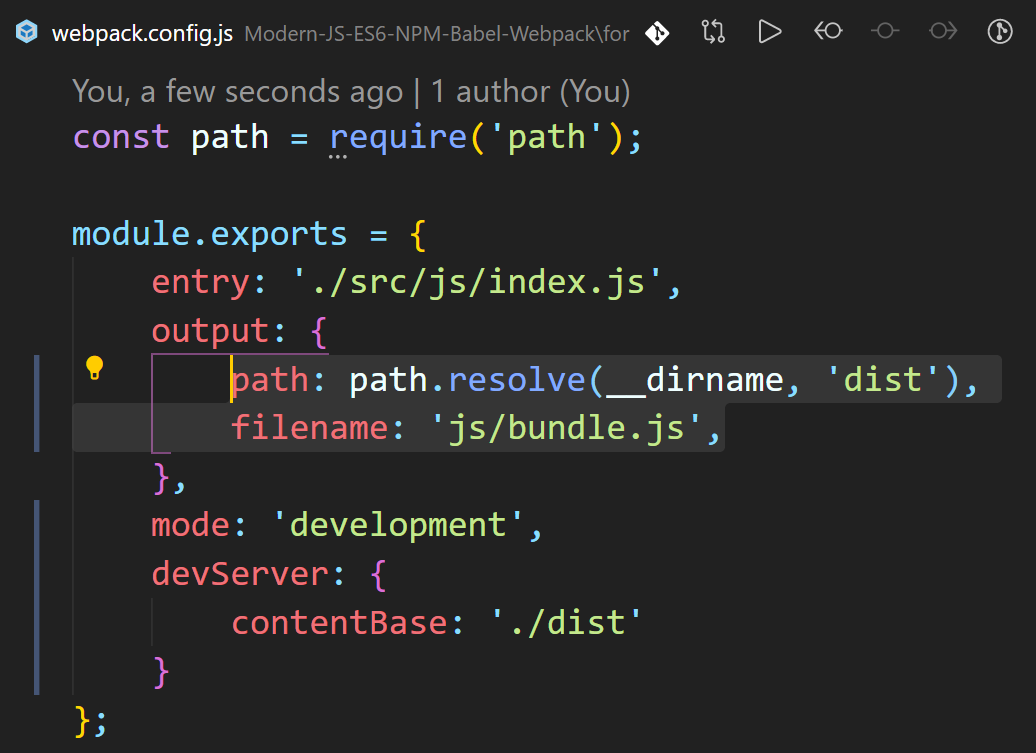 webpack.config.js Modern-JS-ES6-NPM-Babel-Webpack\for
You, a few seconds ago | 1 author (You)
const path = require('path');
module.exports = {
entry: './src/js/index.js',
output: {
path: path.resolve(__dirname, 'dist'),
filename: 'js/bundle.js',
},
mode: 'development',
devServer: {
contentBase: './dist'
}
};